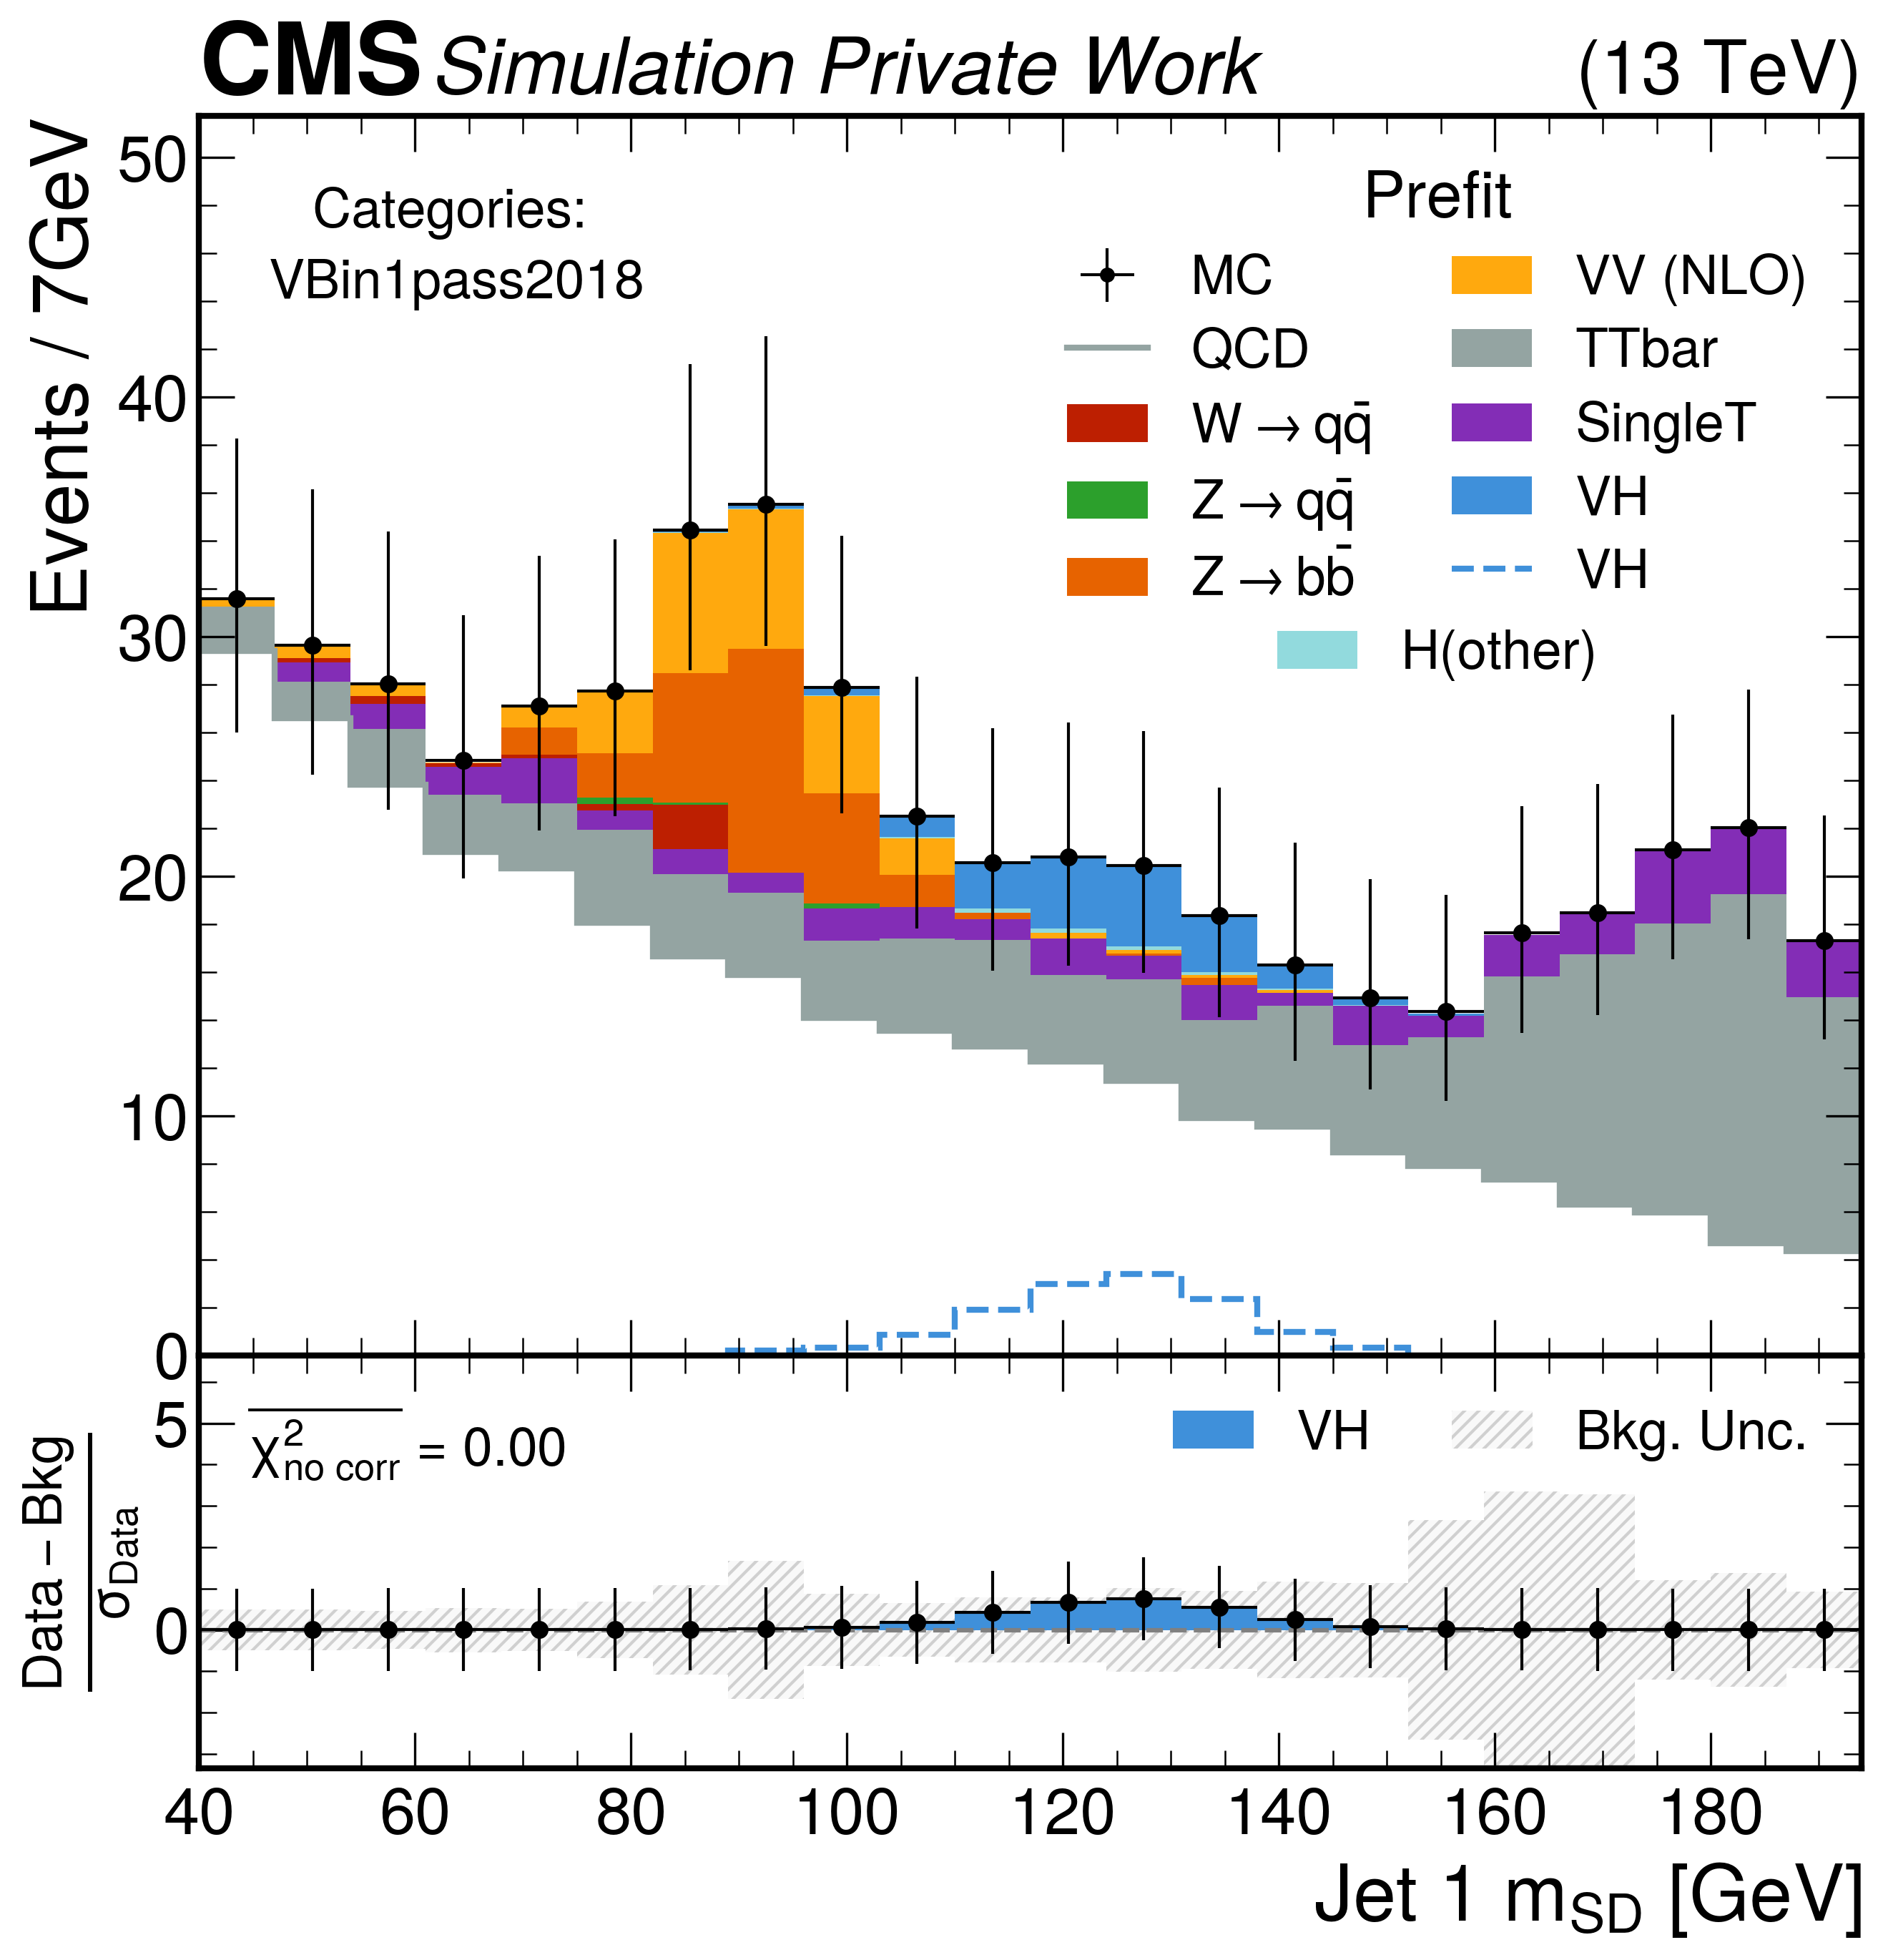 CMS Simulation Private Work (13 TeV)
Events / 7GeV
50
40
30
20
10
0
Categories:
VBin1pass2018
Prefit
MC
QCD
W → qq̄
Z → qq̄
Z → bb̄
VV (NLO)
TTbar
SingleT
VH
VH
H(other)
Data − Bkg
σData
5
0
χ²no corr = 0.00
VH
Bkg. Unc.
40 60 80 100 120 140 160 180
Jet 1 mSD [GeV]